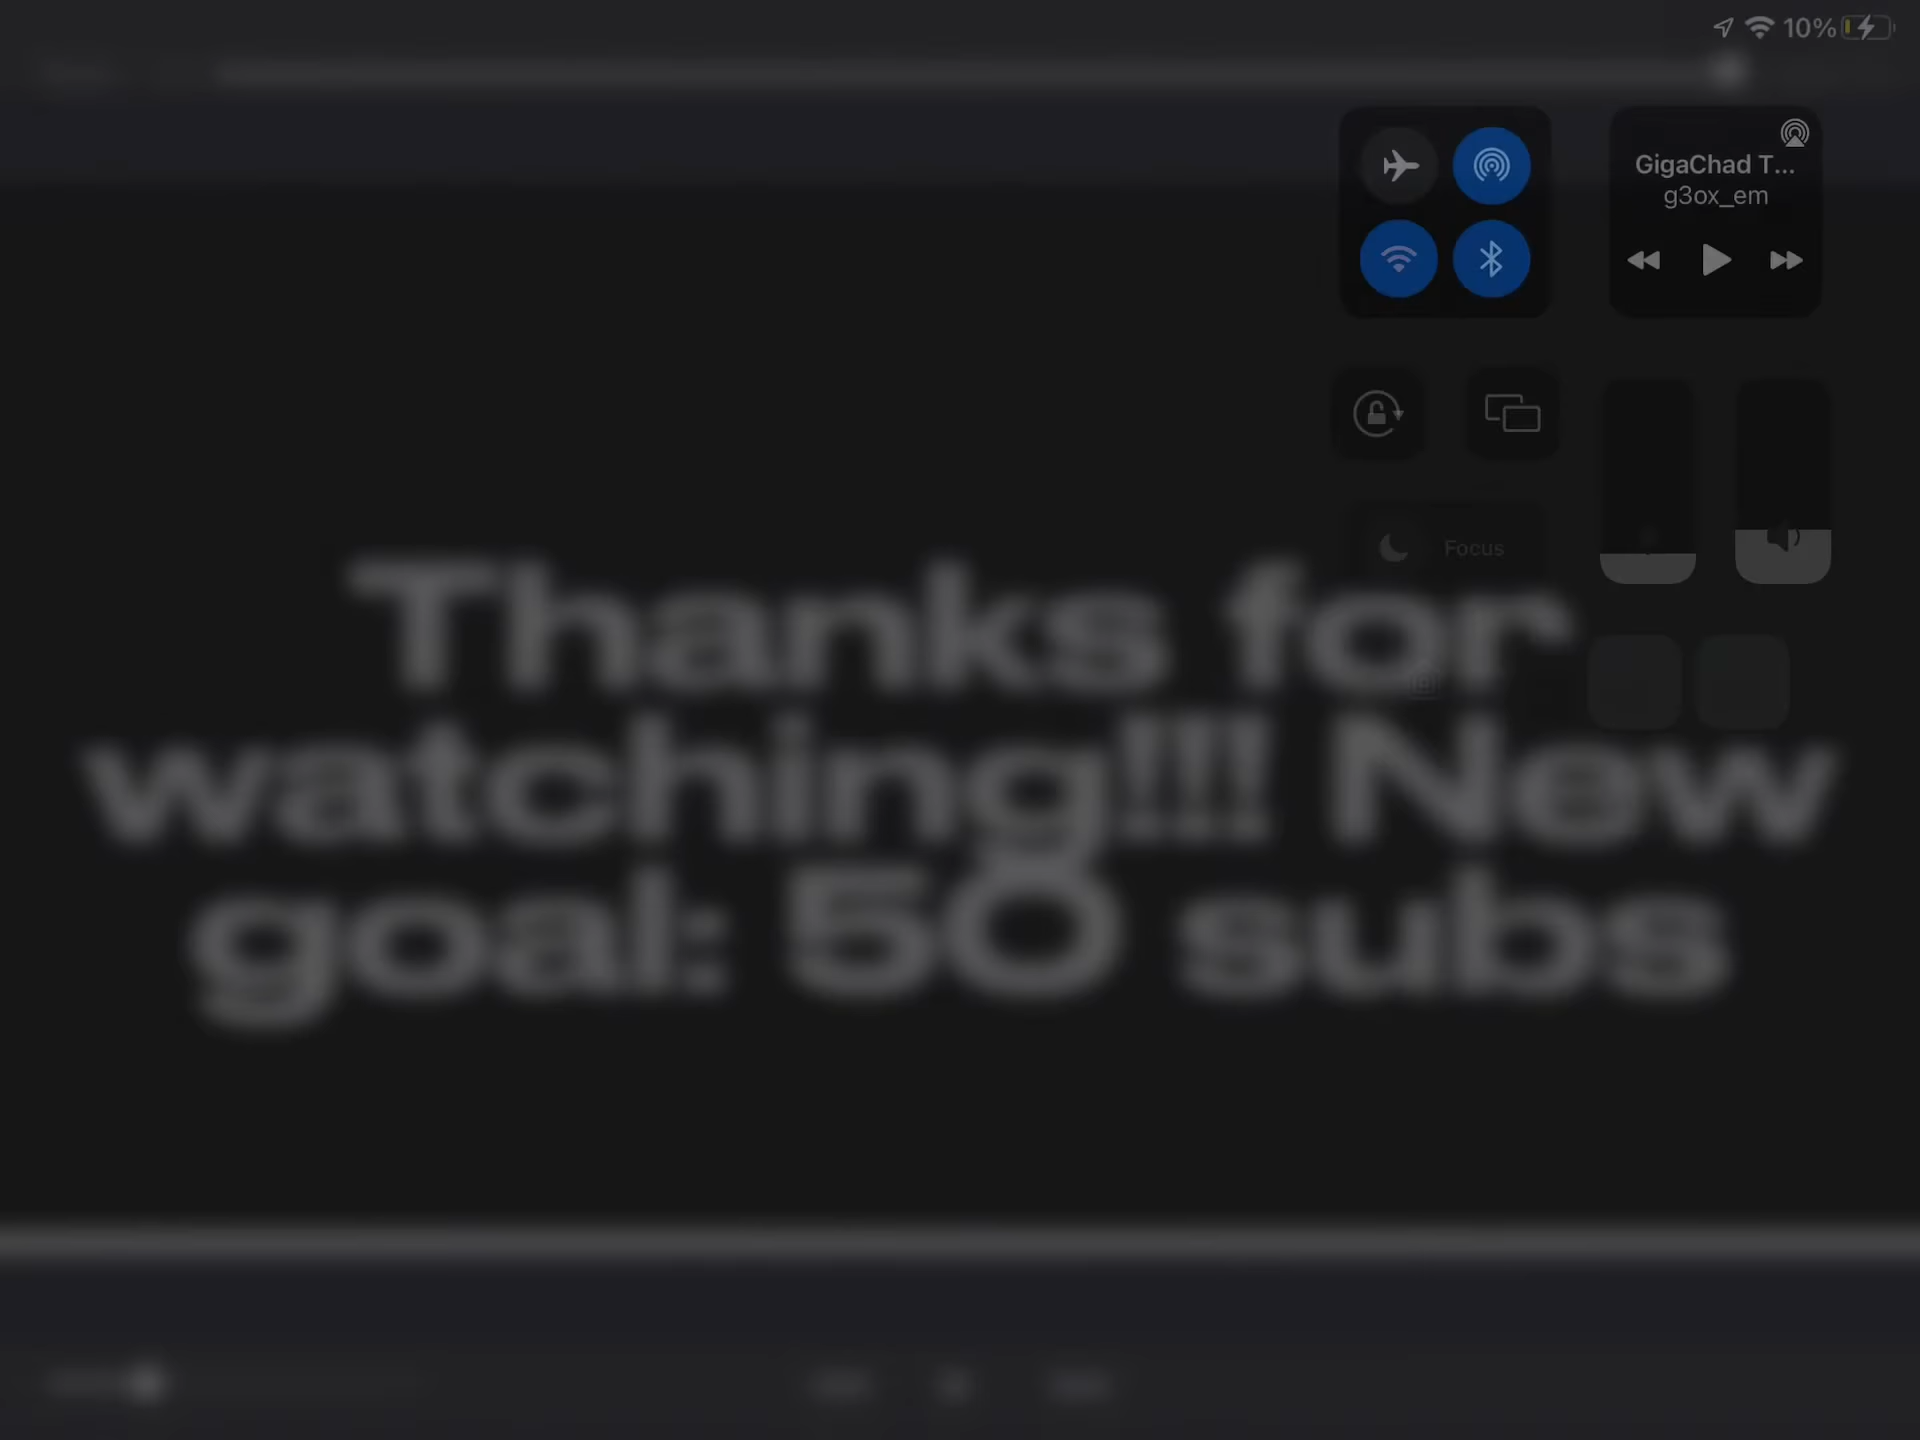 10%
GigaChad T...
g3ox_em
Focus
Thanks for
watching!!! New
goal: 50 subs